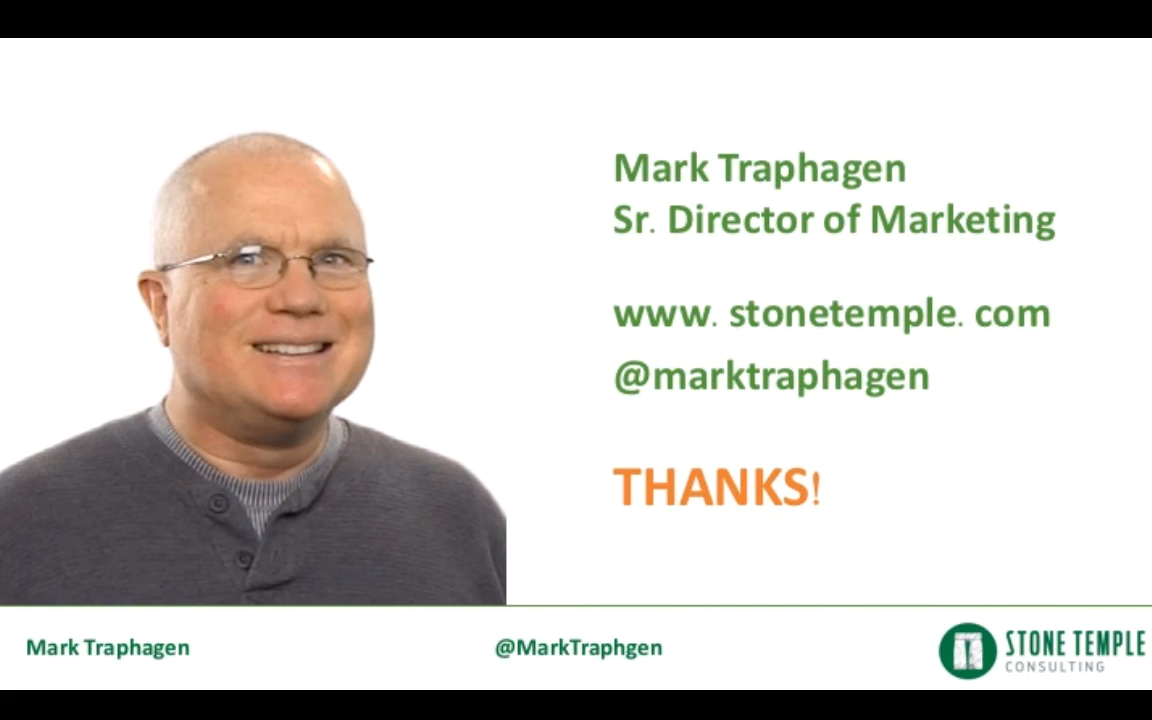 Mark Traphagen
Sr. Director of Marketing
www. stonetemple. com
@marktraphagen
THANKS!
Mark Traphagen
@MarkTraphgen
STONE TEMPLE
CONSULTING